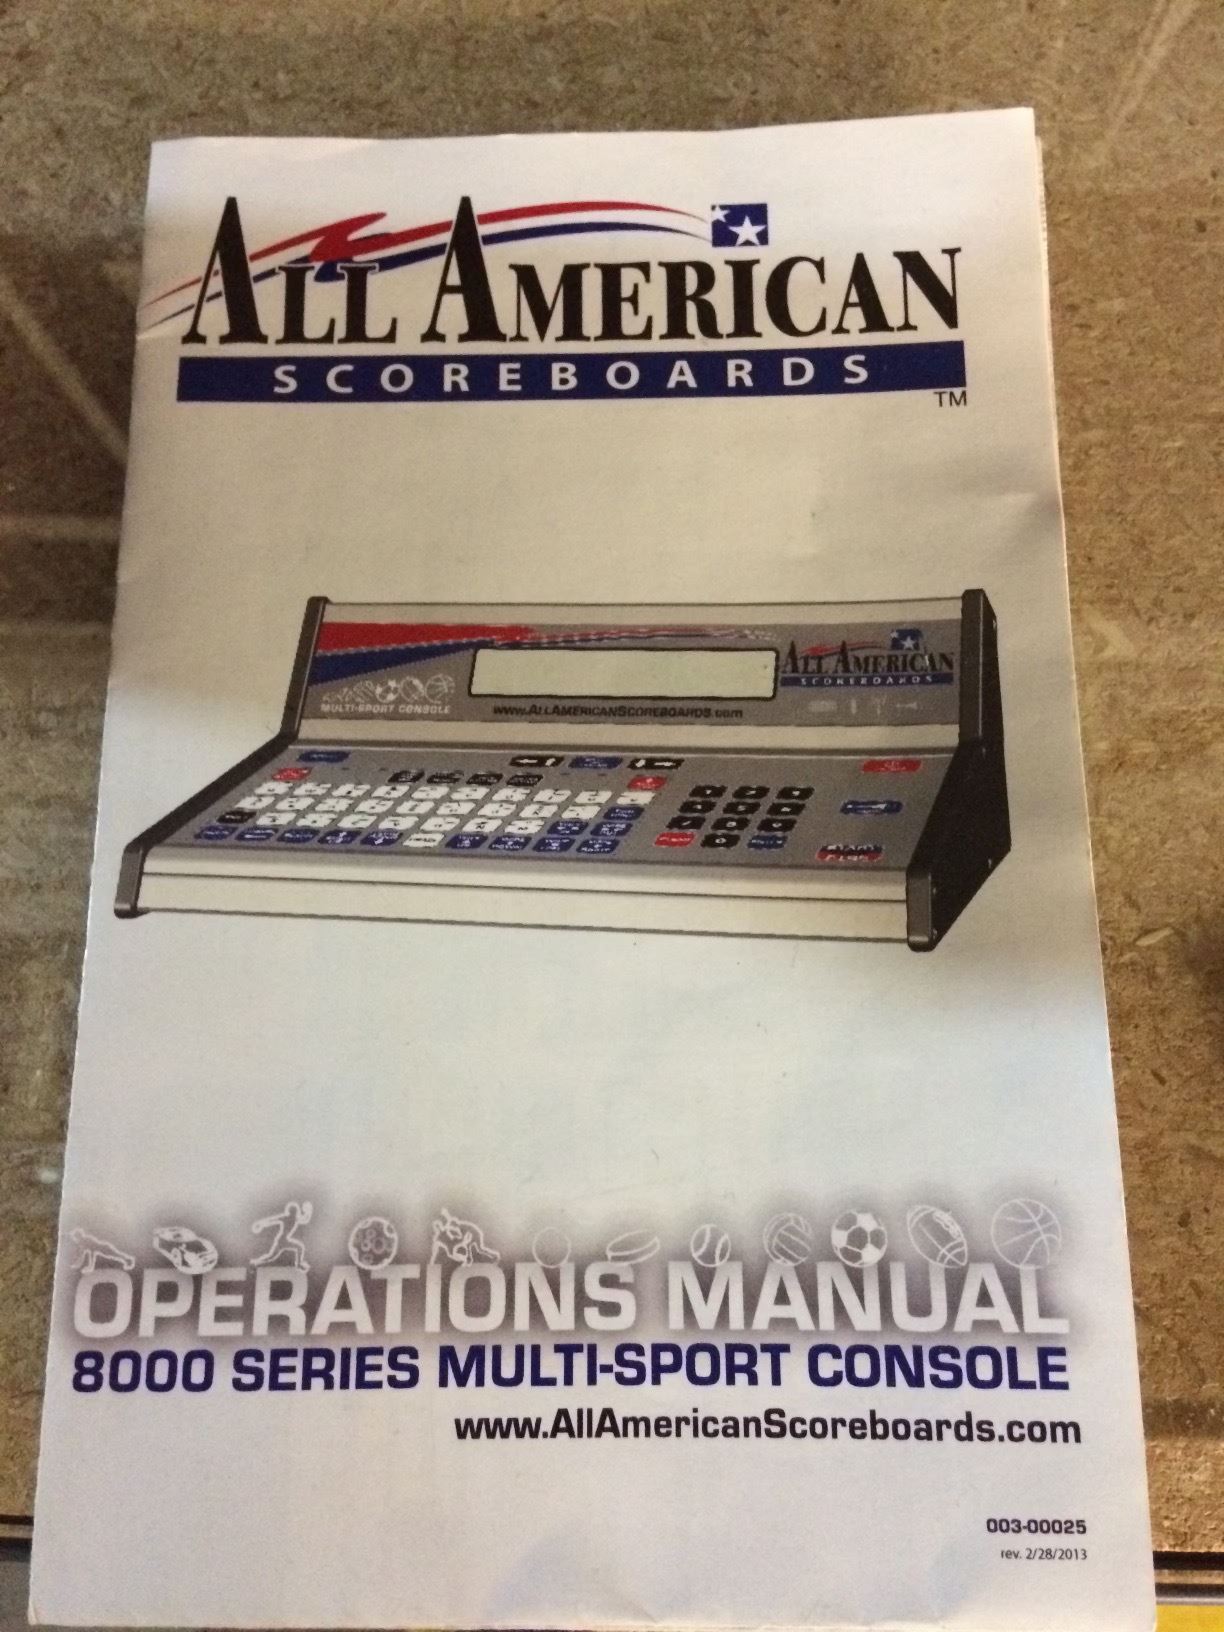 ALL AMERICAN
SCOREBOARDS
TM
ALL AMERICAN
SCOREBOARDS
MULTI-SPORT CONSOLE
www.ALLAMERICANSCOREBOARDS.com
OPERATIONS MANUAL
8000 SERIES MULTI-SPORT CONSOLE
www.AllAmericanScoreboards.com
003-00025
rev. 2/28/2013